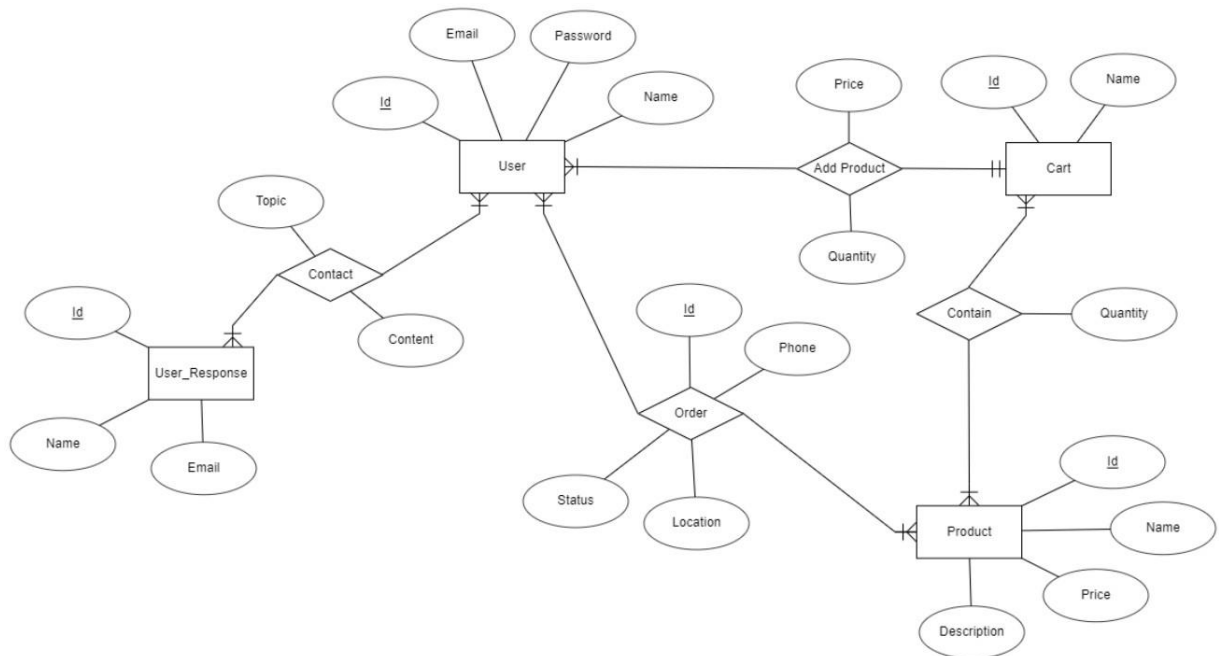 Email
Password
Id
Name
User
Price
Add Product
Quantity
Id
Name
Cart
Topic
Contact
Content
Id
User_Response
Name
Email
Id
Phone
Order
Status
Location
Contain
Quantity
Id
Product
Name
Price
Description